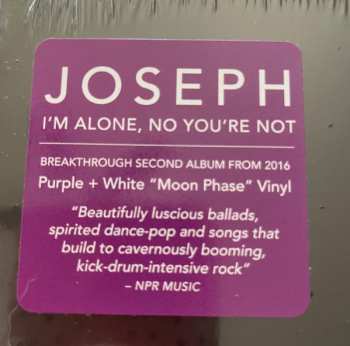 JOSEPH
I'M ALONE, NO YOU'RE NOT
BREAKTHROUGH SECOND ALBUM FROM 2016
Purple + White "Moon Phase" Vinyl
"Beautifully luscious ballads,
spirited dance-pop and songs that
build to cavernously booming,
kick-drum-intensive rock"
– NPR MUSIC